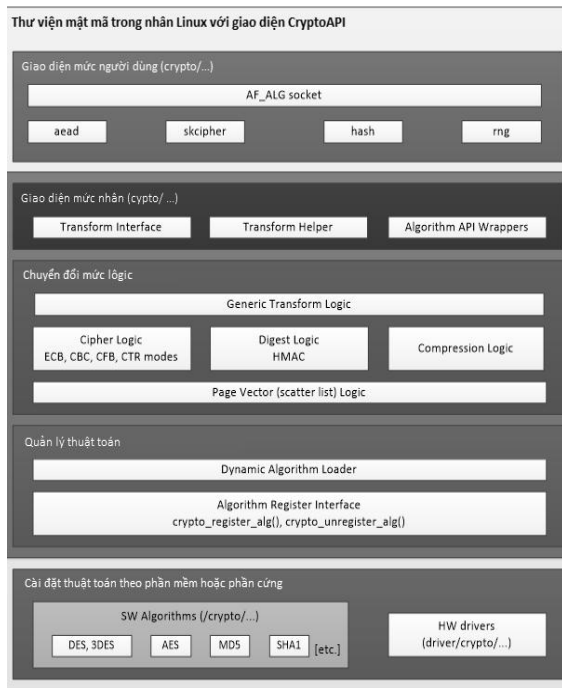 Thư viện mật mã trong nhân Linux với giao diện CryptoAPI
Giao diện mức người dùng (crypto/...)
AF_ALG socket
aead
skcipher
hash
rng
Giao diện mức nhân (cypto/ ...)
Transform Interface
Transform Helper
Algorithm API Wrappers
Chuyển đổi mức lôgic
Generic Transform Logic
Cipher Logic
ECB, CBC, CFB, CTR modes
Digest Logic
HMAC
Compression Logic
Page Vector (scatter list) Logic
Quản lý thuật toán
Dynamic Algorithm Loader
Algorithm Register Interface
crypto_register_alg(), crypto_unregister_alg()
Cài đặt thuật toán theo phần mềm hoặc phần cứng
SW Algorithms (/crypto/...)
DES, 3DES
AES
MD5
SHA1
[etc.]
HW drivers
(driver/crypto/...)